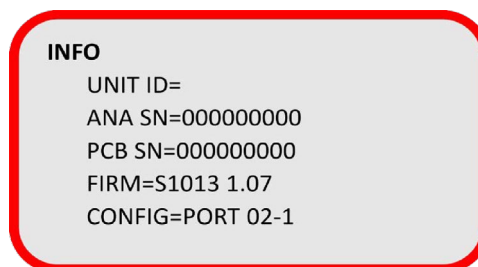 INFO
UNIT ID=
ANA SN=000000000
PCB SN=000000000
FIRM=S1013 1.07
CONFIG=PORT 02-1